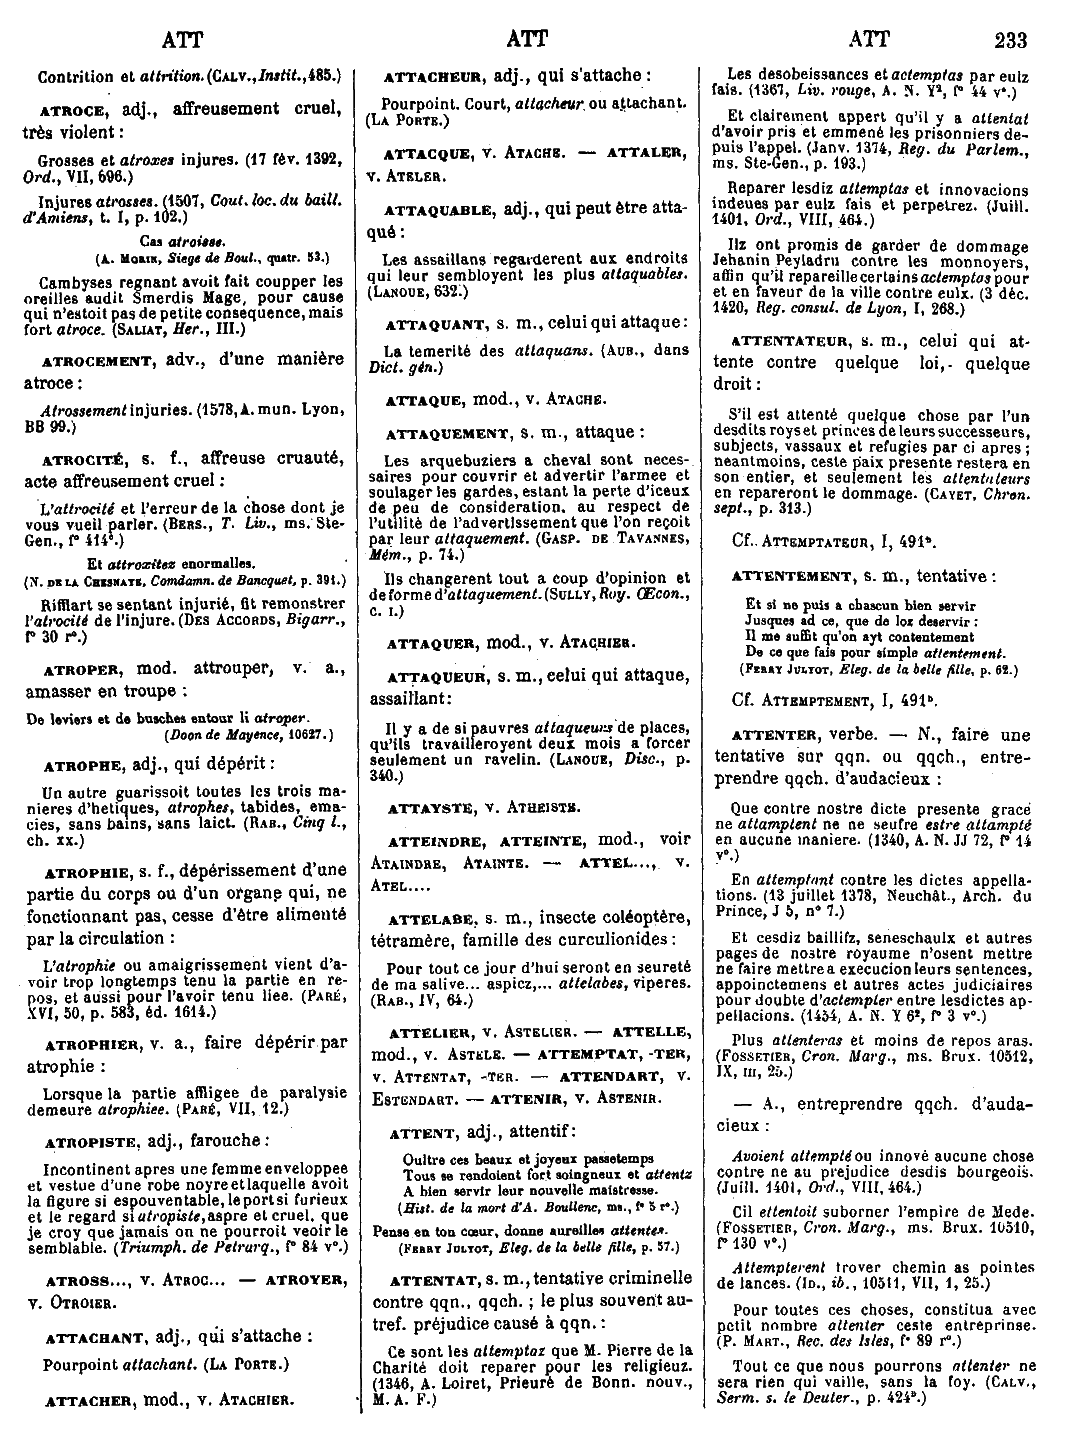 ATT
ATT
ATT
233
Contrition et attrition. (CALV., Instit., 485.)
ATROCE, adj., affreusement cruel,
très violent :
Grosses et atroxes injures. (17 fév. 1392,
Ord., VII, 696.)
Injures atrosses. (1507, Cout. loc. du baill.
d'Amiens, t. I, p. 102.)
Cas atroisse.
(A. MORIN, Siege de Boul., quatr. 53.)
Cambyses regnant avoit fait coupper les
oreilles audit Smerdis Mage, pour cause
qui n'estoit pas de petite consequence, mais
fort atroce. (SALIAT, Her., III.)
ATROCEMENT, adv., d'une manière
atroce :
Atrossement injuries. (1578, A. mun. Lyon,
BB 99.)
ATROCITÉ, s. f., affreuse cruauté,
acte affreusement cruel :
L'atrocité et l'erreur de la chose dont je
vous vueil parler. (BERS., T. Liv., ms. Ste-
Gen., f° 414ᶜ.)
Et attroxitez enormalles.
(N. DE LA CHESNAYE, Comdamn. de Bancquet, p. 391.)
Rifflart se sentant injurié, fit remonstrer
l'atrocité de l'injure. (DES ACCORDS, Bigarr.,
f° 30 r°.)
ATROPER, mod. attrouper, v. a.,
amasser en troupe :
De leviers et de busches entour li atroper.
(Doon de Mayence, 10627.)
ATROPHE, adj., qui dépérit :
Un autre guarissoit toutes les trois ma-
nieres d'hetiques, atrophes, tabides, ema-
cies, sans bains, sans laict. (RAB., Cinq l.,
ch. XX.)
ATROPHIE, s. f., dépérissement d'une
partie du corps ou d'un organe qui, ne
fonctionnant pas, cesse d'être alimenté
par la circulation :
L'atrophie ou amaigrissement vient d'a-
voir trop longtemps tenu la partie en re-
pos, et aussi pour l'avoir tenu liee. (PARÉ,
XVI, 50, p. 583, éd. 1614.)
ATROPHIER, v. a., faire dépérir par
atrophie :
Lorsque la partie affligee de paralysie
demeure atrophiee. (PARÉ, VII, 12.)
ATROPISTE, adj., farouche :
Incontinent apres une femme enveloppee
et vestue d'une robe noyre et laquelle avoit
la figure si espouventable, le port si furieux
et le regard si atropiste, aspre et cruel, que
je croy que jamais on ne pourroit veoir le
semblable. (Triumph. de Petrarq., f° 84 v°.)
ATROSS..., v. ATROC... — ATROYER,
v. OTROIER.
ATTACHANT, adj., qui s'attache :
Pourpoint attachant. (LA PORTE.)
ATTACHER, mod., v. ATACHIER.
ATTACHEUR, adj., qui s'attache :
Pourpoint. Court, attacheur, ou attachant.
(LA PORTE.)
ATTACQUE, v. ATACHE. — ATTALER,
v. ATELER.
ATTAQUABLE, adj., qui peut être atta-
qué :
Les assaillans regarderent aux endroits
qui leur sembloyent les plus attaquables.
(LANOUE, 632.)
ATTAQUANT, s. m., celui qui attaque :
La temerité des attaquans. (AUB., dans
Dict. gén.)
ATTAQUE, mod., v. ATACHE.
ATTAQUEMENT, s. m., attaque :
Les arquebuziers a cheval sont neces-
saires pour couvrir et advertir l'armee et
soulager les gardes, estant la perte d'iceux
de peu de consideration, au respect de
l'utilité de l'advertissement que l'on reçoit
par leur attaquement. (GASP. DE TAVANNES,
Mém., p. 74.)
Ils changerent tout a coup d'opinion et
de forme d'attaquement. (SULLY, Roy. Œcon.,
c. I.)
ATTAQUER, mod., v. ATACHIER.
ATTAQUEUR, s. m., celui qui attaque,
assaillant :
Il y a de si pauvres attaqueurs de places,
qu'ils travailleroyent deux mois a forcer
seulement un ravelin. (LANOUE, Disc., p.
340.)
ATTAYSTE, v. ATHEISTE.
ATTEINDRE, ATTEINTE, mod., voir
ATAINDRE, ATAINTE. — ATTEL..., v.
ATEL....
ATTELABE, s. m., insecte coléoptère,
tétramère, famille des curculionides :
Pour tout ce jour d'hui seront en seureté
de ma salive... aspicz,... attelabes, viperes.
(RAB., IV, 64.)
ATTELIER, v. ASTELIER. — ATTELLE,
mod., v. ASTELE. — ATTEMPTAT, -TER,
v. ATTENTAT, -TER. — ATTENDART, v.
ESTENDART. — ATTENIR, v. ASTENIR.
ATTENT, adj., attentif :
Oultre ces beaux et joyeux passetemps
Tous se rendoient fort soingneux et attentz
A bien servir leur nouvelle maistresse.
(Hist. de la mort d'A. Boullenc, ms., f° 5 r°.)
Pense en ton cœur, donne aureilles attentes.
(FERRY JULYOT, Eleg. de la belle fille, p. 57.)
ATTENTAT, s. m., tentative criminelle
contre qqn., qqch. ; le plus souvent au-
tref. préjudice causé à qqn. :
Ce sont les attemptaz que M. Pierre de la
Charité doit reparer pour les religieuz.
(1346, A. Loiret, Prieuré de Bonn. nouv.,
M. A. F.)
Les desobeissances et actemptas par eulz
fais. (1367, Liv. rouge, A. N. Y², f° 44 v°.)
Et clairement appert qu'il y a attentat
d'avoir pris et emmené les prisonniers de-
puis l'appel. (Janv. 1374, Reg. du Parlem.,
ms. Ste-Gen., p. 193.)
Reparer lesdiz attemptas et innovacions
indeues par eulz fais et perpetrez. (Juill.
1401, Ord., VIII, 464.)
Ilz ont promis de garder de dommage
Jehanin Peyladru contre les monnoyers,
affin qu'il repareille certains actemptos pour
et en faveur de la ville contre eulx. (3 déc.
1420, Reg. consul. de Lyon, I, 268.)
ATTENTATEUR, s. m., celui qui at-
tente contre quelque loi, quelque
droit :
S'il est attenté quelque chose par l'un
desdits roys et princes de leurs successeurs,
subjects, vassaux et refugies par ci apres ;
neantmoins, ceste paix presente restera en
son entier, et seulement les attentateurs
en repareront le dommage. (CAYET, Chron.
sept., p. 313.)
Cf. ATTEMPTATEUR, I, 491ᵇ.
ATTENTEMENT, s. m., tentative :
Et si ne puis a chascun bien servir
Jusques ad ce, que de loz deservir :
Il me suffit qu'on ayt contentement
De ce que fais pour simple attentement.
(FERRY JULYOT, Eleg. de la belle fille, p. 62.)
Cf. ATTEMPTEMENT, I, 491ᵇ.
ATTENTER, verbe. — N., faire une
tentative sur qqn. ou qqch., entre-
prendre qqch. d'audacieux :
Que contre nostre dicte presente grace
ne attamptent ne ne seufre estre attampté
en aucune maniere. (1340, A. N. JJ 72, f° 14
v°.)
En attemptant contre les dictes appella-
tions. (13 juillet 1378, Neuchât., Arch. du
Prince, J 5, n° 7.)
Et cesdiz baillifz, seneschaulx et autres
pages de nostre royaume n'osent mettre
ne faire mettre a execucion leurs sentences,
appoinctemens et autres actes judiciaires
pour doubte d'actempter entre lesdictes ap-
pellacions. (1454, A. N. Y 6², f° 3 v°.)
Plus attenteras et moins de repos aras.
(FOSSETIER, Cron. Marg., ms. Brux. 10512,
IX, III, 25.)
— A., entreprendre qqch. d'auda-
cieux :
Avoient attempté ou innové aucune chose
contre ne au prejudice desdis bourgeois.
(Juill. 1401, Ord., VIII, 464.)
Cil ettentoit suborner l'empire de Mede.
(FOSSETIER, Cron. Marg., ms. Brux. 10510,
f° 130 v°.)
Attempterent trover chemin as pointes
de lances. (ID., ib., 10511, VII, 1, 25.)
Pour toutes ces choses, constitua avec
petit nombre attenter ceste entreprinse.
(P. MART., Rec. des Isles, f° 89 r°.)
Tout ce que nous pourrons attenter ne
sera rien qui vaille, sans la foy. (CALV.,
Serm. s. le Deuter., p. 424ᵇ.)